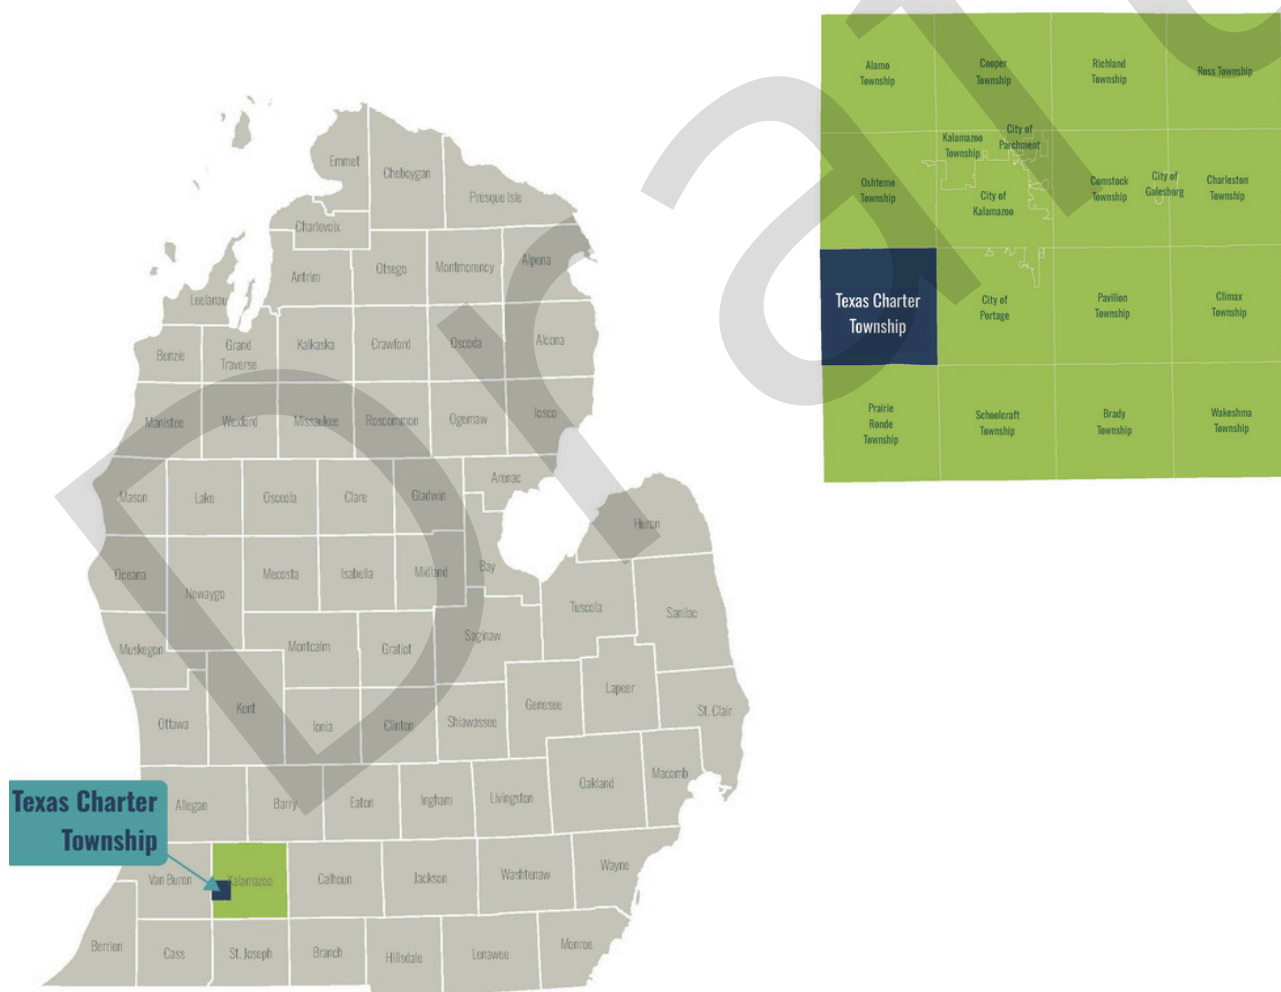 Alamo
Township
Cooper
Township
Richland
Township
Ross Township
Kalamazoo
Township
City of
Parchment
Oshtemo
Township
City of
Kalamazoo
Comstock
Township
City of
Galesburg
Charleston
Township
Texas Charter
Township
City of
Portage
Pavilion
Township
Climax
Township
Prairie
Ronde
Township
Schoolcraft
Township
Brady
Township
Wakeshma
Township
Emmet
Cheboygan
Presque Isle
Charlevoix
Antrim
Otsego
Montmorency
Alpena
Leelanau
Benzie
Grand
Traverse
Kalkaska
Crawford
Oscoda
Alcona
Manistee
Wexford
Missaukee
Roscommon
Ogemaw
Iosco
Mason
Lake
Osceola
Clare
Gladwin
Arenac
Huron
Oceana
Newaygo
Mecosta
Isabella
Midland
Bay
Tuscola
Sanilac
Muskegon
Montcalm
Gratiot
Saginaw
Ottawa
Kent
Ionia
Clinton
Shiawassee
Genesee
Lapeer
St. Clair
Allegan
Barry
Eaton
Ingham
Livingston
Oakland
Macomb
Texas Charter
Township
Van Buren
Kalamazoo
Calhoun
Jackson
Washtenaw
Wayne
Berrien
Cass
St. Joseph
Branch
Hillsdale
Lenawee
Monroe
Draft